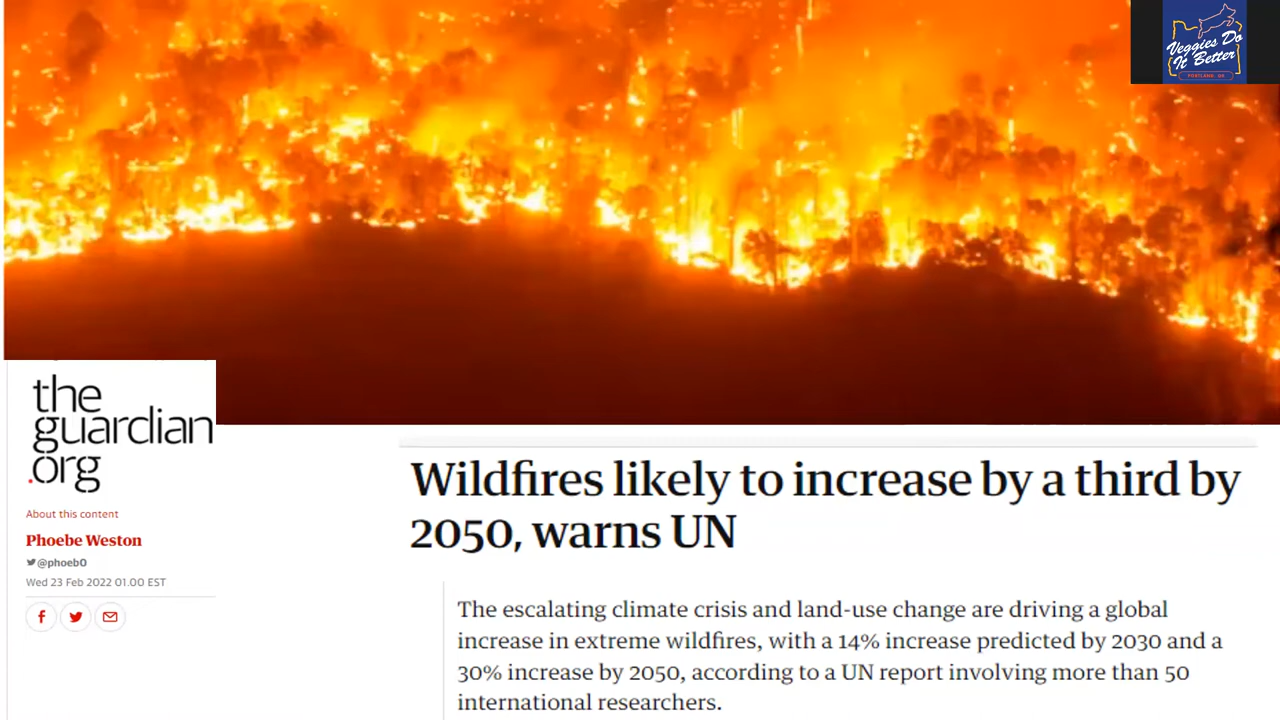 Veggies Do
It Better
PORTLAND, OR
the
guardian
.org
About this content
Phoebe Weston
@phoeb0
Wed 23 Feb 2022 01.00 EST
Wildfires likely to increase by a third by
2050, warns UN
The escalating climate crisis and land-use change are driving a global
increase in extreme wildfires, with a 14% increase predicted by 2030 and a
30% increase by 2050, according to a UN report involving more than 50
international researchers.